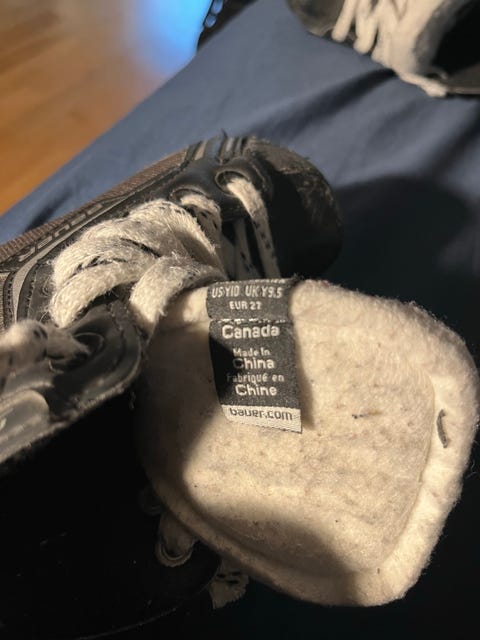 US Y10 UK Y9.5
EUR 27
Canada
Made in
China
Fabriqué en
Chine
bauer.com